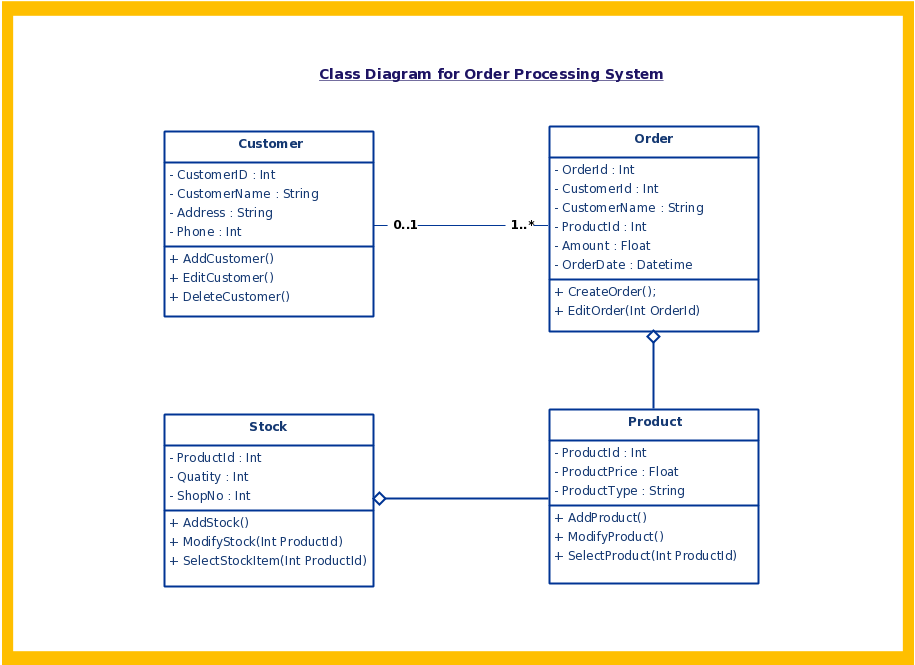 Class Diagram for Order Processing System
Customer
- CustomerID : Int
- CustomerName : String
- Address : String
- Phone : Int
+ AddCustomer()
+ EditCustomer()
+ DeleteCustomer()
0..1
1..*
Order
- OrderId : Int
- CustomerId : Int
- CustomerName : String
- ProductId : Int
- Amount : Float
- OrderDate : Datetime
+ CreateOrder();
+ EditOrder(Int OrderId)
Stock
- ProductId : Int
- Quatity : Int
- ShopNo : Int
+ AddStock()
+ ModifyStock(Int ProductId)
+ SelectStockItem(Int ProductId)
Product
- ProductId : Int
- ProductPrice : Float
- ProductType : String
+ AddProduct()
+ ModifyProduct()
+ SelectProduct(Int ProductId)